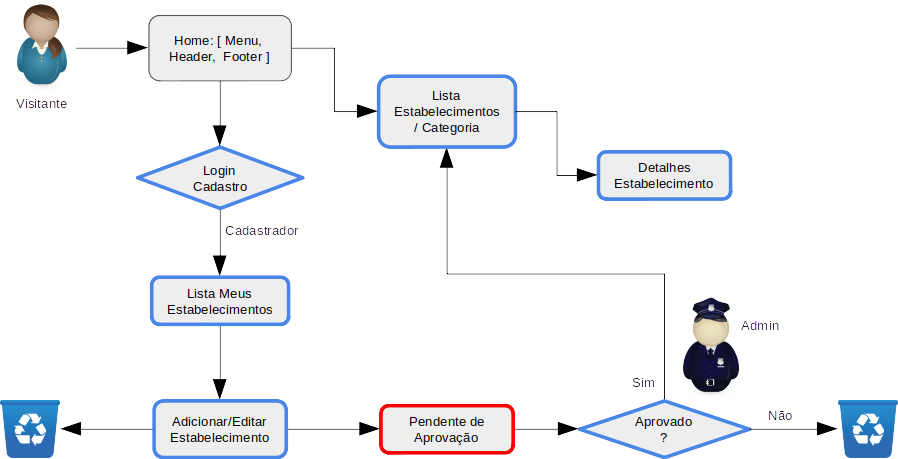 Visitante
Home: [ Menu,
Header, Footer ]
Lista
Estabelecimentos
/ Categoria
Detalhes
Estabelecimento
Login
Cadastro
Cadastrador
Lista Meus
Estabelecimentos
Admin
Sim
Adicionar/Editar
Estabelecimento
Pendente de
Aprovação
Aprovado
?
Não